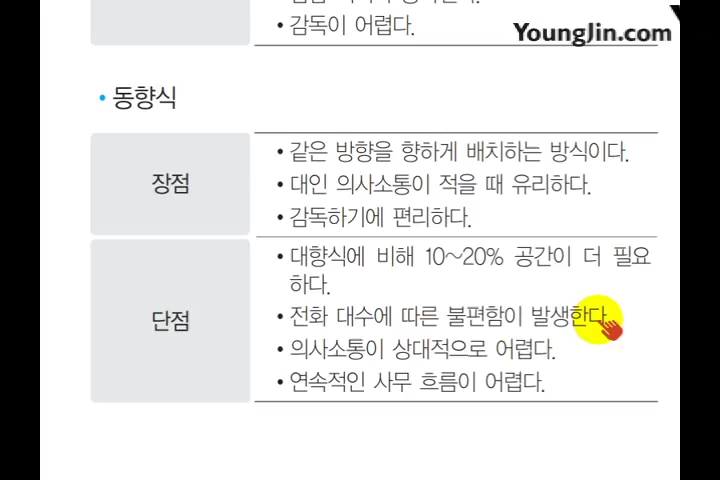 • 감독이 어렵다.
YoungJin.com
• 동향식
장점
• 같은 방향을 향하게 배치하는 방식이다.
• 대인 의사소통이 적을 때 유리하다.
• 감독하기에 편리하다.
단점
• 대향식에 비해 10~20% 공간이 더 필요
하다.
• 전화 대수에 따른 불편함이 발생한다.
• 의사소통이 상대적으로 어렵다.
• 연속적인 사무 흐름이 어렵다.